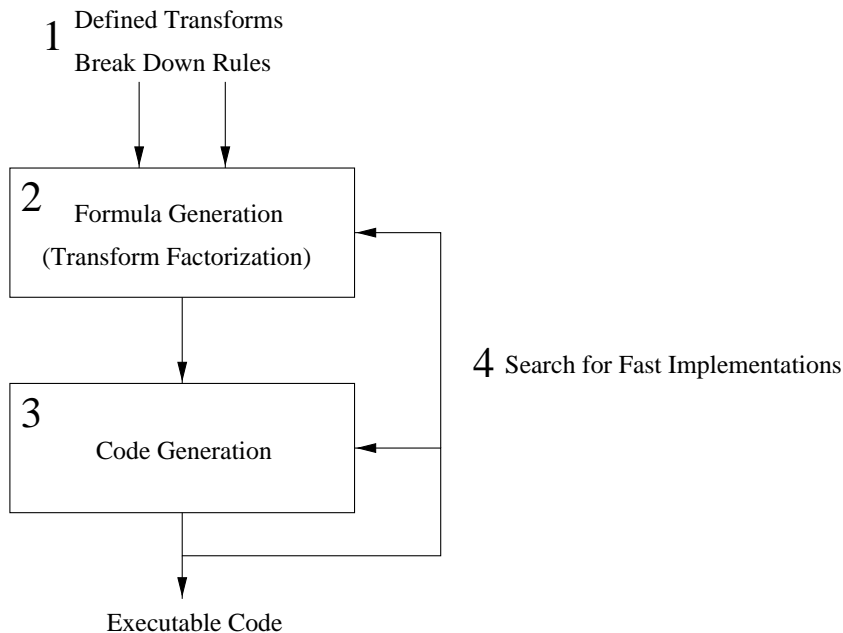 1 Defined Transforms
Break Down Rules
2
Formula Generation
(Transform Factorization)
4 Search for Fast Implementations
3
Code Generation
Executable Code